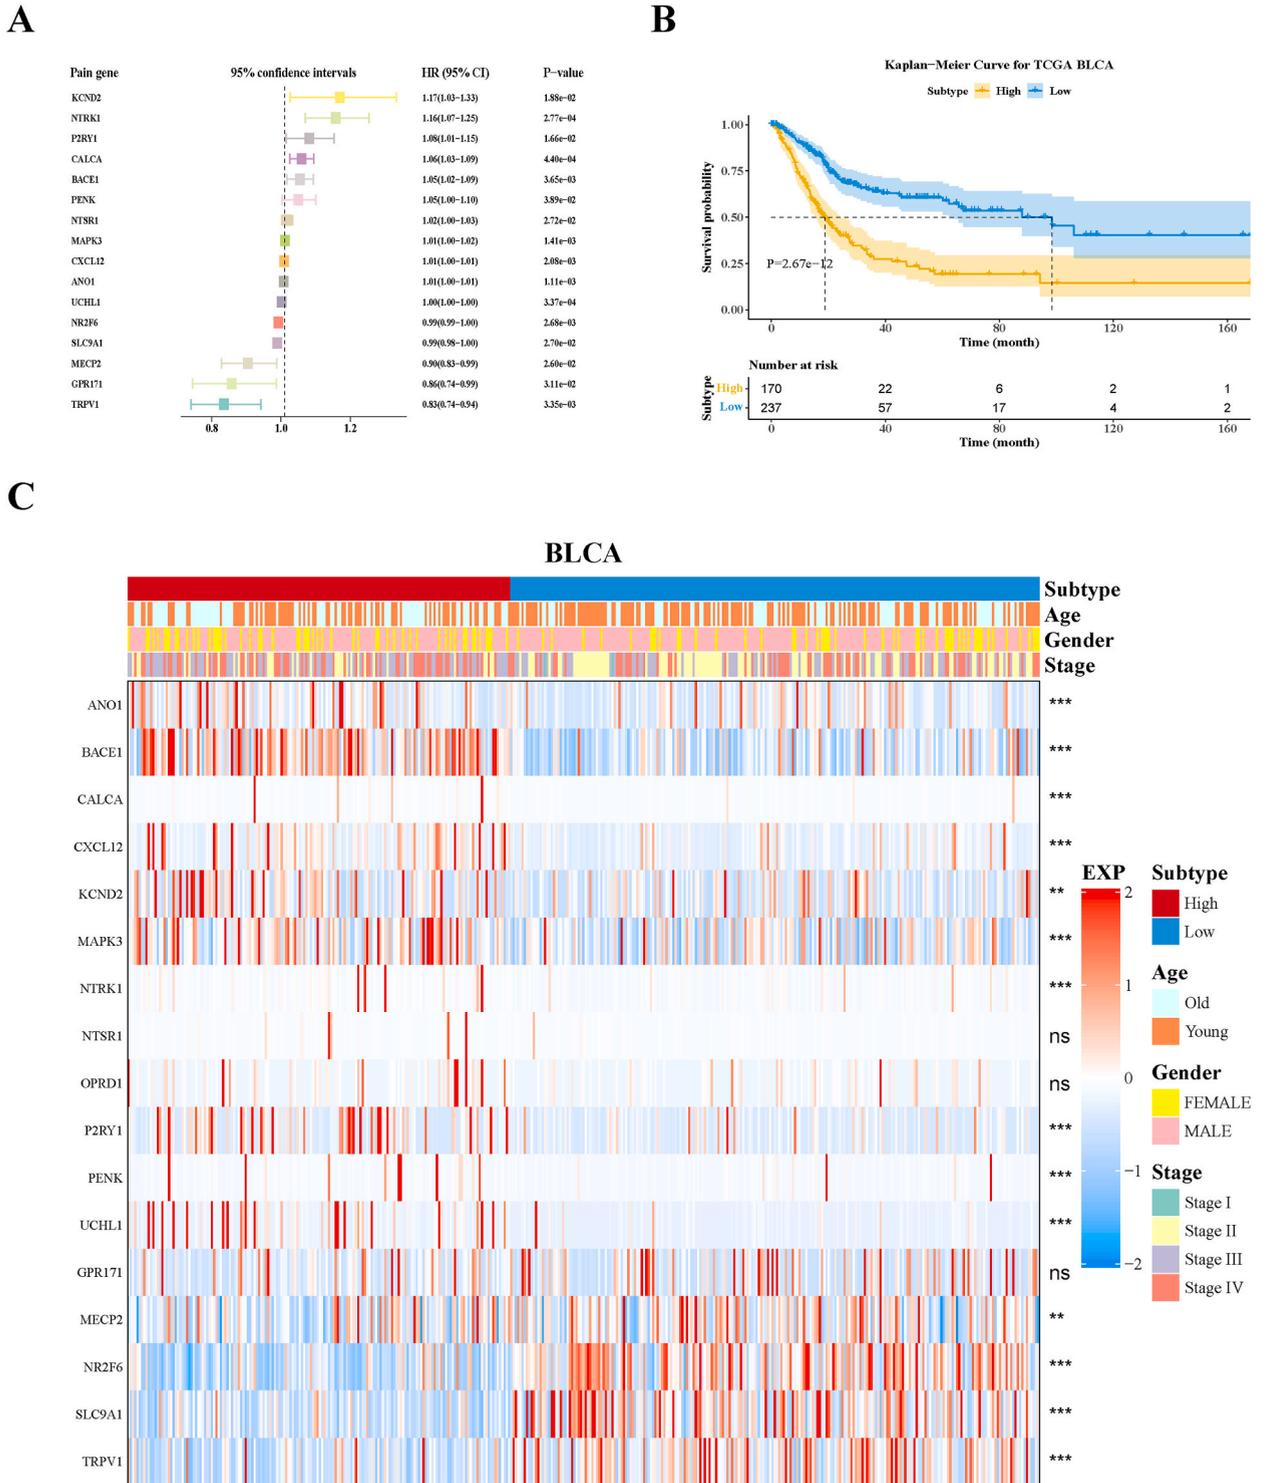 A
Pain gene 95% confidence intervals HR (95% CI) P-value
KCND2 1.17(1.03−1.33) 1.88e−02
NTRK1 1.16(1.07−1.25) 2.77e−04
P2RY1 1.08(1.01−1.15) 1.66e−02
CALCA 1.06(1.03−1.09) 4.40e−04
BACE1 1.05(1.02−1.09) 3.65e−03
PENK 1.05(1.00−1.10) 3.89e−02
NTSR1 1.02(1.00−1.03) 2.72e−02
MAPK3 1.01(1.00−1.02) 1.41e−03
CXCL12 1.01(1.00−1.01) 2.08e−03
ANO1 1.01(1.00−1.01) 1.11e−03
UCHL1 1.00(1.00−1.00) 3.37e−04
NR2F6 0.99(0.99−1.00) 2.68e−03
SLC9A1 0.99(0.98−1.00) 2.70e−02
MECP2 0.90(0.83−0.99) 2.60e−02
GPR171 0.86(0.74−0.99) 3.11e−02
TRPV1 0.83(0.74−0.94) 3.35e−03
0.8 1.0 1.2
B
Kaplan−Meier Curve for TCGA BLCA
Subtype High Low
Survival probability
1.00
0.75
0.50
0.25
0.00
P=2.67e−12
0 40 80 120 160
Time (month)
Number at risk
Subtype
High 170 22 6 2 1
Low 237 57 17 4 2
0 40 80 120 160
Time (month)
C
BLCA
Subtype
Age
Gender
Stage
ANO1 ***
BACE1 ***
CALCA ***
CXCL12 ***
KCND2 **
MAPK3 ***
NTRK1 ***
NTSR1 ns
OPRD1 ns
P2RY1 ***
PENK ***
UCHL1 ***
GPR171 ns
MECP2 **
NR2F6 ***
SLC9A1 ***
TRPV1 ***
EXP
2
1
0
−1
−2
Subtype
High
Low
Age
Old
Young
Gender
FEMALE
MALE
Stage
Stage I
Stage II
Stage III
Stage IV